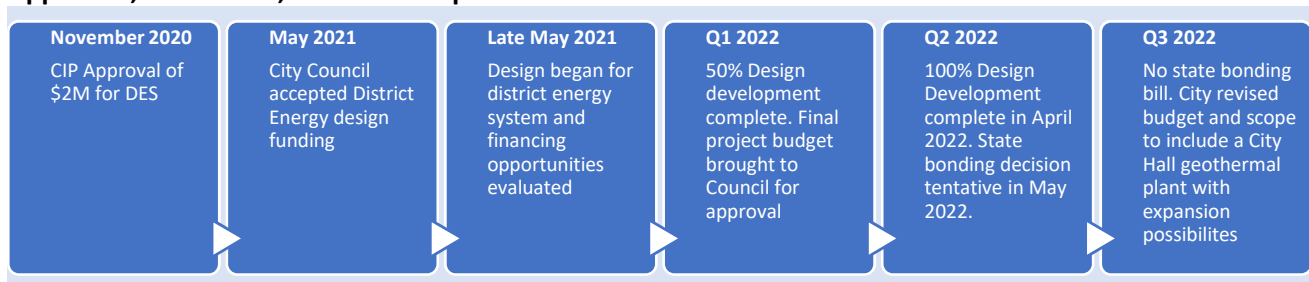 November 2020
CIP Approval of
$2M for DES
May 2021
City Council
accepted District
Energy design
funding
Late May 2021
Design began for
district energy
system and
financing
opportunities
evaluated
Q1 2022
50% Design
development
complete. Final
project budget
brought to
Council for
approval
Q2 2022
100% Design
Development
complete in April
2022. State
bonding decision
tentative in May
2022.
Q3 2022
No state bonding
bill. City revised
budget and scope
to include a City
Hall geothermal
plant with
expansion
possibilites